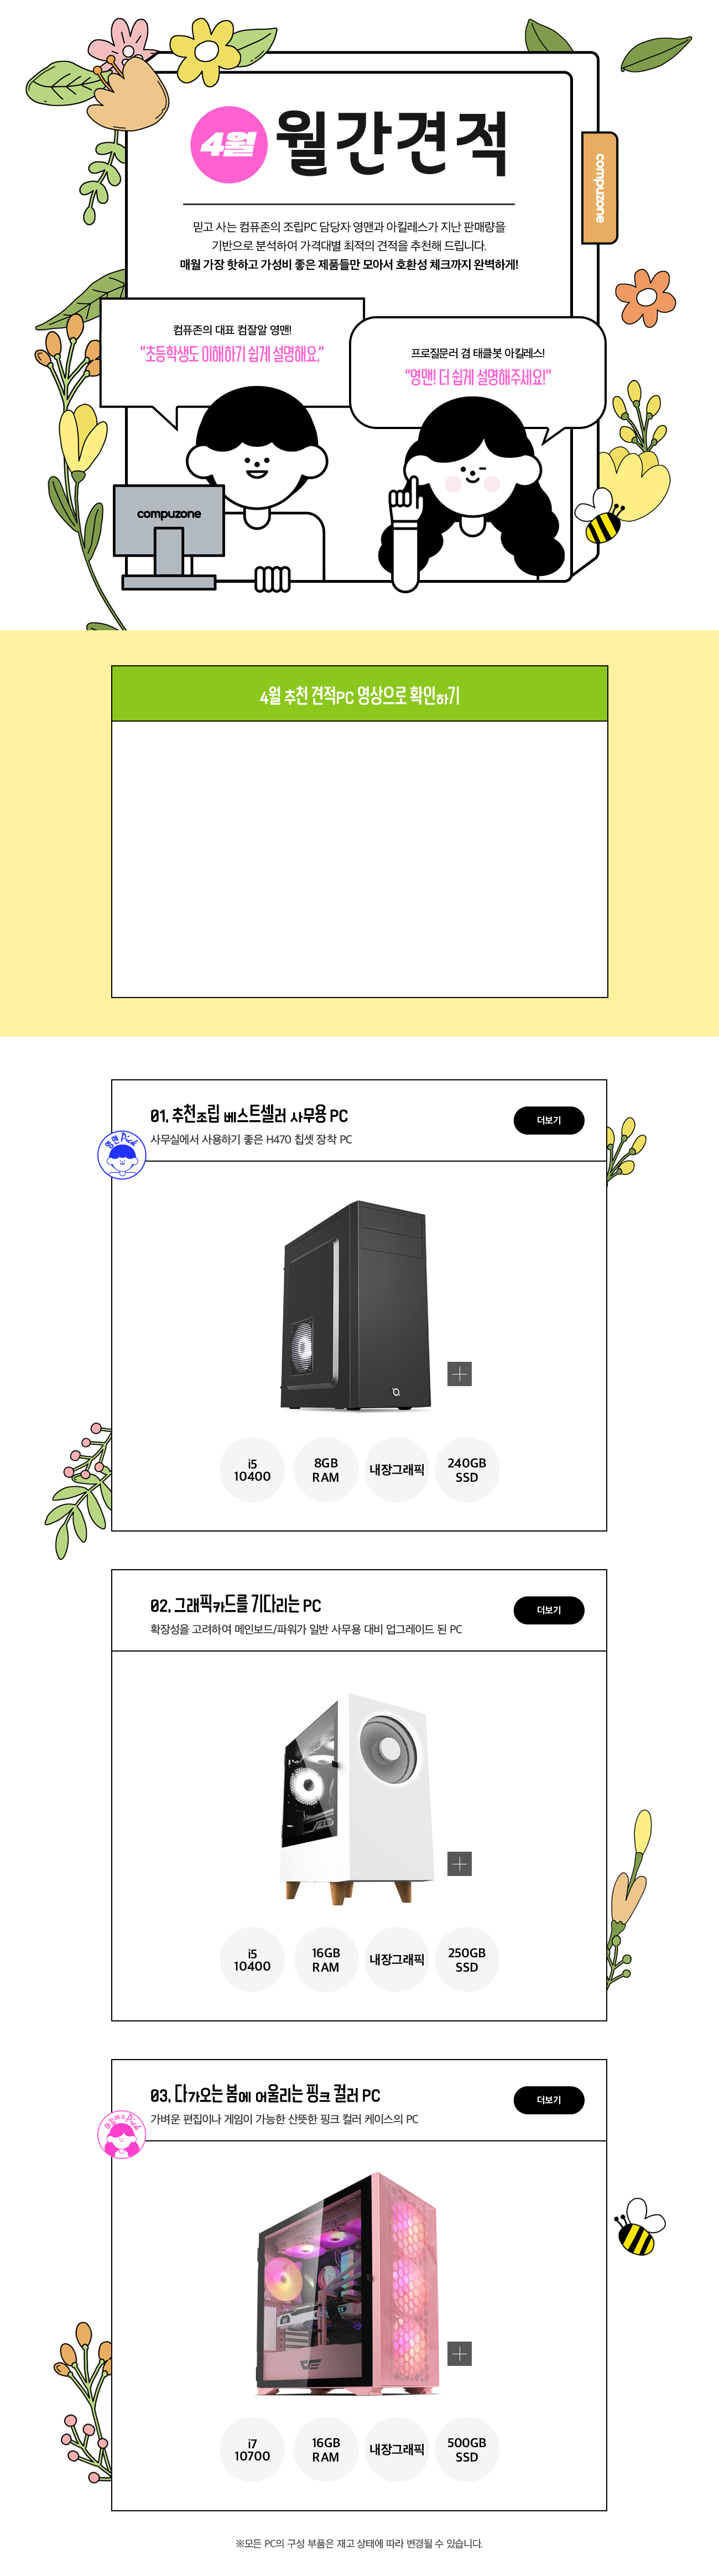 4월 월간견적
compuzone
믿고 사는 컴퓨존의 조립PC 담당자 영맨과 아킬레스가 지난 판매량을
기반으로 분석하여 가격대별 최적의 견적을 추천해 드립니다.
매월 가장 핫하고 가성비 좋은 제품들만 모아서 호환성 체크까지 완벽하게!
컴퓨존의 대표 컴잘알 영맨!
"초등학생도 이해하기 쉽게 설명해요."
프로질문러 겸 태클봇 아킬레스!
"영맨! 더 쉽게 설명해주세요!"
compuzone
4월 추천 견적PC 영상으로 확인하기
01. 추천조립 베스트셀러 사무용 PC
더보기
사무실에서 사용하기 좋은 H470 칩셋 장착 PC
영맨 Pick
i5
10400
8GB
RAM
내장그래픽
240GB
SSD
02. 그래픽카드를 기다리는 PC
더보기
확장성을 고려하여 메인보드/파워가 일반 사무용 대비 업그레이드 된 PC
i5
10400
16GB
RAM
내장그래픽
250GB
SSD
03. 다가오는 봄에 어울리는 핑크 컬러 PC
더보기
가벼운 편집이나 게임이 가능한 산뜻한 핑크 컬러 케이스의 PC
아킬레스 Pick
i7
10700
16GB
RAM
내장그래픽
500GB
SSD
※모든 PC의 구성 부품은 재고 상태에 따라 변경될 수 있습니다.